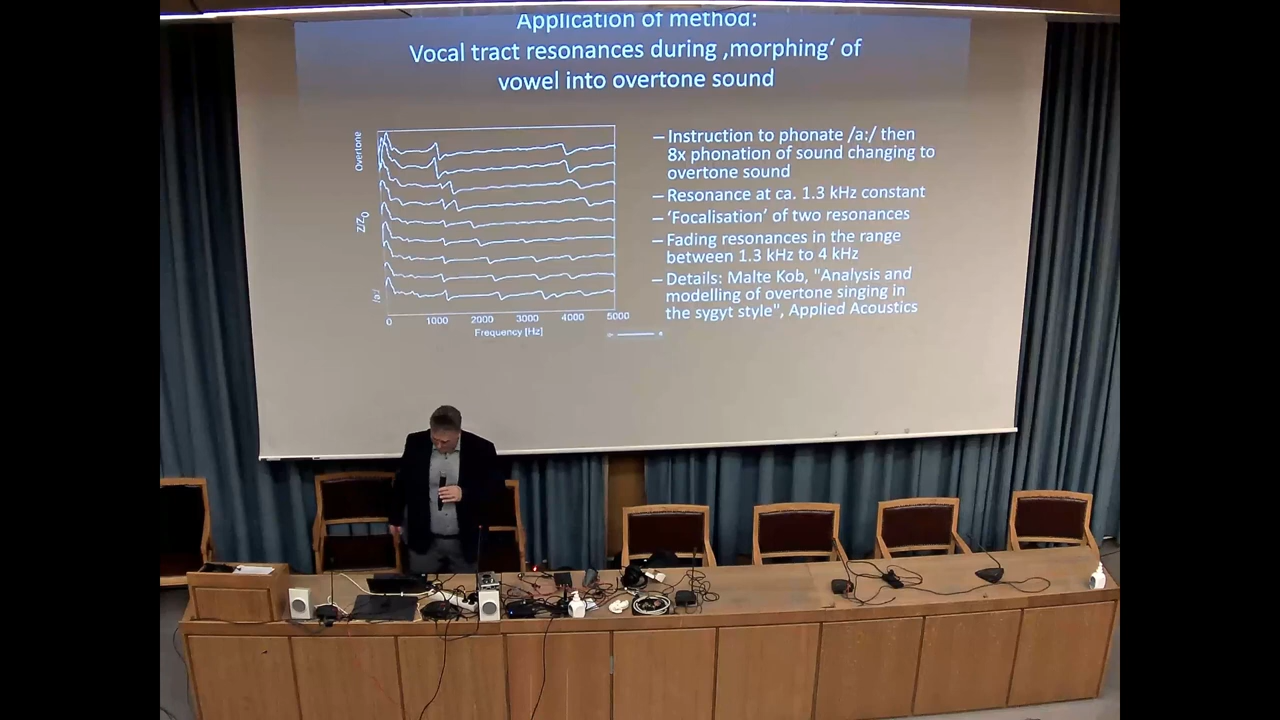 Application of method:
Vocal tract resonances during ‚morphing‘ of
vowel into overtone sound
Overtone
Z/Z0
/a:/
0 1000 2000 3000 4000 5000
Frequency [Hz]
– Instruction to phonate /a:/ then
8x phonation of sound changing to
overtone sound
– Resonance at ca. 1.3 kHz constant
– ‘Focalisation’ of two resonances
– Fading resonances in the range
between 1.3 kHz to 4 kHz
– Details: Malte Kob, "Analysis and
modelling of overtone singing in
the sygyt style", Applied Acoustics